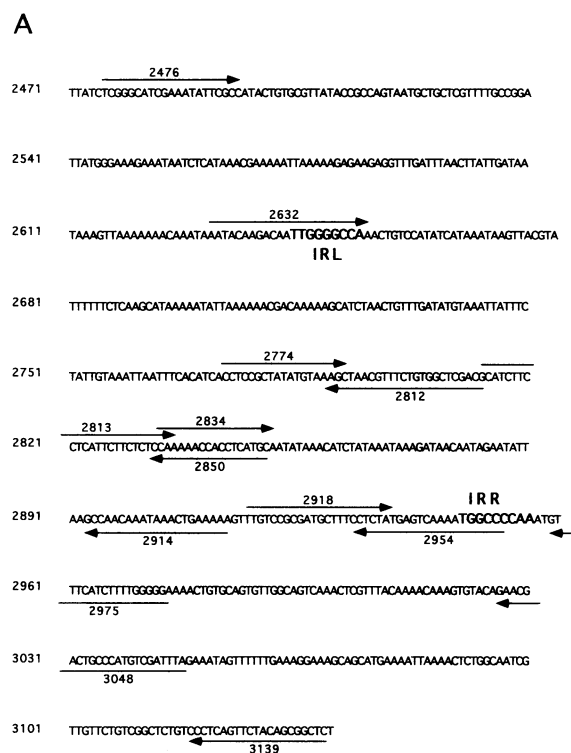 A
2476
2471 TTATCTCGGGCATCGAAATATTCGCCATACTGTGCGTTATACCGCCAGTAATGCTGCTCGTTTTGCCGGA
2541 TTATGGGAAAGAAATAATCTCATAAACGAAAAATTAAAAAGAGAAGAGGTTTGATTTAACTTATTGATAA
2632
2611 TAAAGTTAAAAAAACAAATAAATACAAGACAATTGGGGCCAAACTGTCCATATCATAAATAAGTTACGTA
IRL
2681 TTTTTTCTCAAGCATAAAAATATTAAAAAACGACAAAAAGCATCTAACTGTTTGATATGTAAATTATTTC
2774
2751 TATTGTAAATTAATTTCACATCACCTCCGCTATATGTAAAGCTAACGTTTCTGTGGCTCGACGCATCTTC
2812
2813 2834
2821 CTCATTCTTCTCTCCAAAAACCACCTCATGCAATATAAACATCTATAAATAAAGATAACAATAGAATATT
2850
2918 IRR
2891 AAGCCAACAAATAAACTGAAAAAGTTTGTCCGCGATGCTTTCCTCTATGAGTCAAAATGGCCCCAAATGT
2914 2954
2961 TTCATCTTTTGGGGGAAAACTGTGCAGTGTTGGCAGTCAAACTCGTTTACAAAACAAAGTGTACAGAACG
2975
3031 ACTGCCCATGTCGATTTAGAAATAGTTTTTTGAAAGGAAAGCAGCATGAAAATTAAAACTCTGGCAATCG
3048
3101 TTGTTCTGTCGGCTCTGTCCCTCAGTTCTACAGCGGCTCT
3139